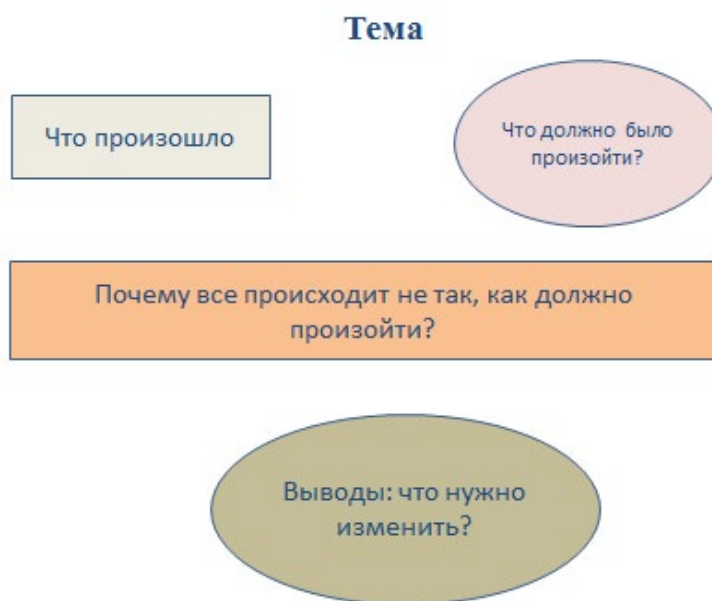 Тема
Что произошло
Что должно было
произойти?
Почему все происходит не так, как должно
произойти?
Выводы: что нужно
изменить?